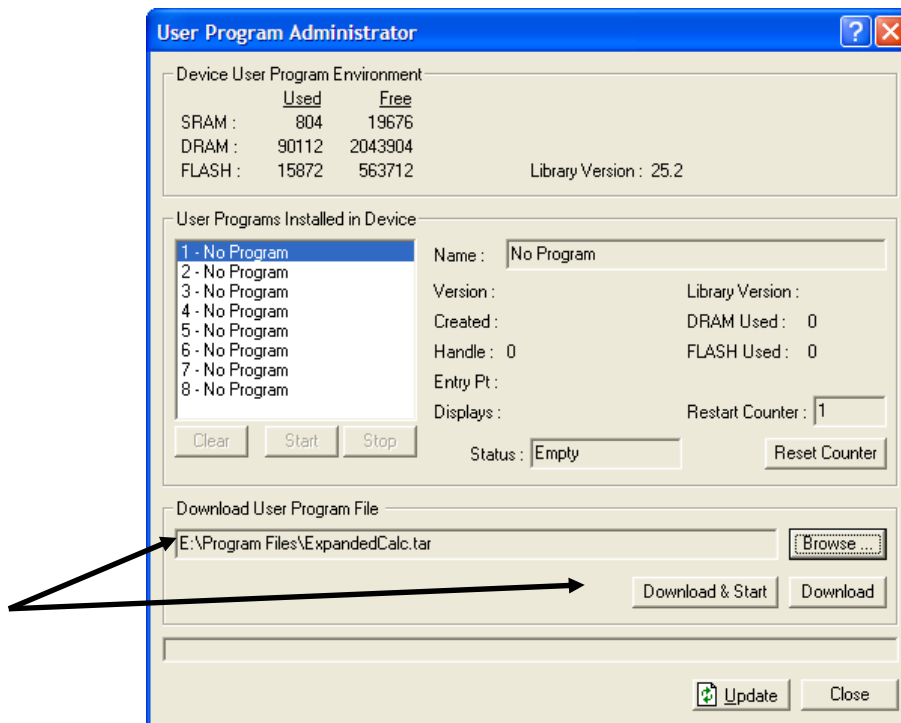 User Program Administrator
Device User Program Environment
Used Free
SRAM : 804 19676
DRAM : 90112 2043904
FLASH : 15872 563712 Library Version : 25.2
User Programs Installed in Device
1 - No Program
2 - No Program
3 - No Program
4 - No Program
5 - No Program
6 - No Program
7 - No Program
8 - No Program
Clear Start Stop
Name : No Program
Version : Library Version :
Created : DRAM Used : 0
Handle : 0 FLASH Used : 0
Entry Pt :
Displays : Restart Counter : 1
Status : Empty Reset Counter
Download User Program File
E:\Program Files\ExpandedCalc.tar Browse ...
Download & Start Download
Update Close